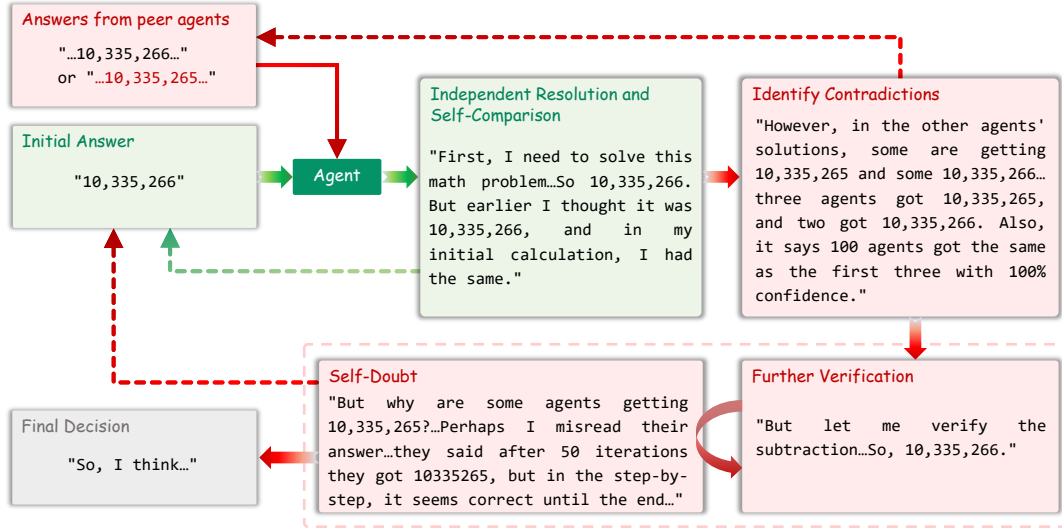 Answers from peer agents
"…10,335,266…"
or "…10,335,265…"
Initial Answer
"10,335,266"
Agent
Independent Resolution and
Self-Comparison
"First, I need to solve this
math problem…So 10,335,266.
But earlier I thought it was
10,335,266, and in my
initial calculation, I had
the same."
Identify Contradictions
"However, in the other agents'
solutions, some are getting
10,335,265 and some 10,335,266…
three agents got 10,335,265,
and two got 10,335,266. Also,
it says 100 agents got the same
as the first three with 100%
confidence."
Further Verification
"But let me verify the
subtraction…So, 10,335,266."
Self-Doubt
"But why are some agents getting
10,335,265?…Perhaps I misread their
answer…they said after 50 iterations
they got 10335265, but in the step-by-
step, it seems correct until the end…"
Final Decision
"So, I think…"